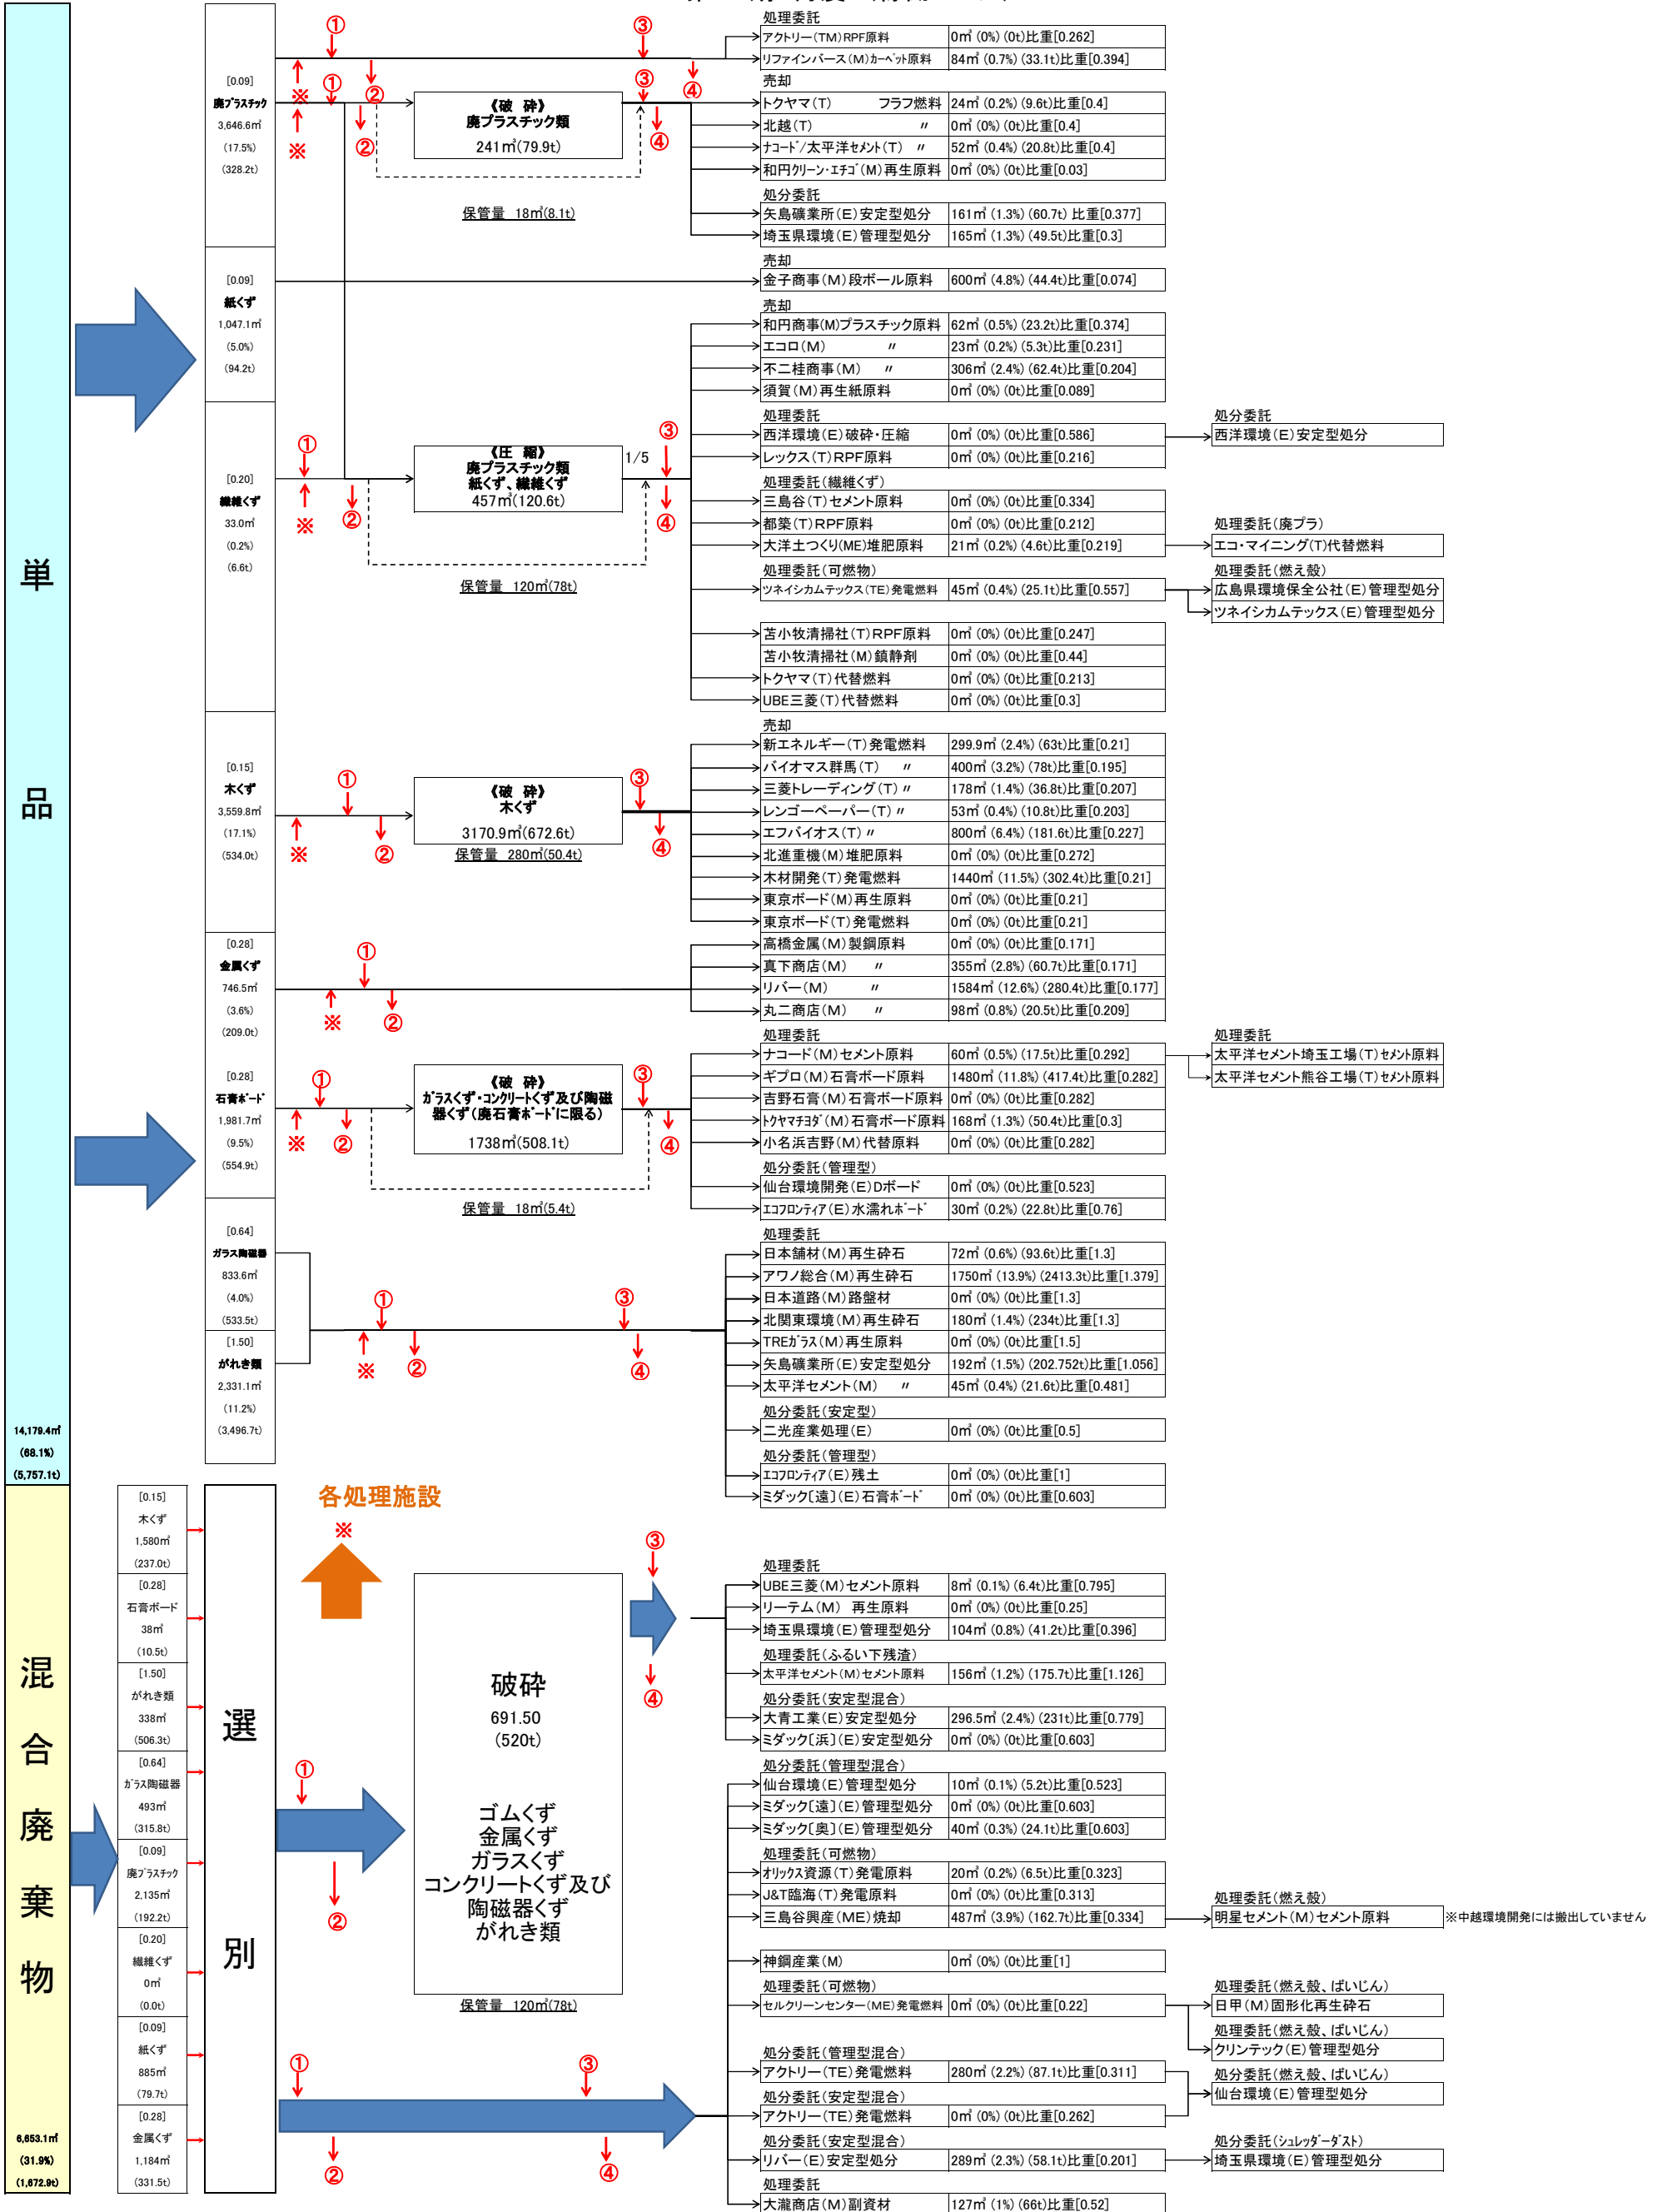 単
品
14,179.4㎥
(68.1%)
(5,757.1t)
混
合
廃
棄
物
6,653.1㎥
(31.9%)
(1,672.9t)
[0.09]
廃プラスチック
3,646.6㎥
(17.5%)
(328.2t)
[0.09]
紙くず
1,047.1㎥
(5.0%)
(94.2t)
[0.20]
繊維くず
33.0㎥
(0.2%)
(6.6t)
[0.15]
木くず
3,559.8㎥
(17.1%)
(534.0t)
[0.28]
金属くず
746.5㎥
(3.6%)
(209.0t)
[0.28]
石膏ボード
1,981.7㎥
(9.5%)
(554.9t)
[0.64]
ガラス陶磁器
833.6㎥
(4.0%)
(533.5t)
[1.50]
がれき類
2,331.1㎥
(11.2%)
(3,496.7t)
① ③
※ ① ② ③ ④
※ ② ④
《破 砕》
廃プラスチック類
241㎥(79.9t)
保管量 18㎥(8.1t)
① ③
※ ② ④
《圧 縮》
廃プラスチック類
紙くず、繊維くず
457㎥(120.6t)
1/5
保管量 120㎥(78t)
① ③
※ ② ④
《破 砕》
木くず
3170.9㎥(672.6t)
保管量 280㎥(50.4t)
①
※ ②
① ③
※ ② ④
《破 砕》
ガラスくず・コンクリートくず及び陶磁
器くず(廃石膏ボードに限る)
1738㎥(508.1t)
保管量 18㎥(5.4t)
① ③
※ ② ④
処理委託
アクトリー(TM)RPF原料 0㎥ (0%) (0t)比重[0.262]
リファインバース(M)カーペット原料 84㎥ (0.7%) (33.1t)比重[0.394]
売却
トクヤマ(T) フラフ燃料 24㎥ (0.2%) (9.6t)比重[0.4]
北越(T) 〃 0㎥ (0%) (0t)比重[0.4]
ナコード/太平洋セメント(T) 〃 52㎥ (0.4%) (20.8t)比重[0.4]
和円クリーン・エチゴ(M)再生原料 0㎥ (0%) (0t)比重[0.03]
処分委託
矢島礦業所(E)安定型処分 161㎥ (1.3%) (60.7t) 比重[0.377]
埼玉県環境(E)管理型処分 165㎥ (1.3%) (49.5t)比重[0.3]
売却
金子商事(M)段ボール原料 600㎥ (4.8%) (44.4t)比重[0.074]
売却
和円商事(M)プラスチック原料 62㎥ (0.5%) (23.2t)比重[0.374]
エコロ(M) 〃 23㎥ (0.2%) (5.3t)比重[0.231]
不二桂商事(M) 〃 306㎥ (2.4%) (62.4t)比重[0.204]
須賀(M)再生紙原料 0㎥ (0%) (0t)比重[0.089]
処理委託 処分委託
西洋環境(E)破砕・圧縮 0㎥ (0%) (0t)比重[0.586] 西洋環境(E)安定型処分
レックス(T)RPF原料 0㎥ (0%) (0t)比重[0.216]
処理委託(繊維くず)
三島谷(T)セメント原料 0㎥ (0%) (0t)比重[0.334]
都築(T)RPF原料 0㎥ (0%) (0t)比重[0.212] 処理委託(廃プラ)
大洋土つくり(ME)堆肥原料 21㎥ (0.2%) (4.6t)比重[0.219] エコ・マイニング(T)代替燃料
処理委託(可燃物) 処理委託(燃え殻)
ツネイシカムテックス(TE)発電燃料 45㎥ (0.4%) (25.1t)比重[0.557] 広島県環境保全公社(E)管理型処分
ツネイシカムテックス(E)管理型処分
苫小牧清掃社(T)RPF原料 0㎥ (0%) (0t)比重[0.247]
苫小牧清掃社(M)鎮静剤 0㎥ (0%) (0t)比重[0.44]
トクヤマ(T)代替燃料 0㎥ (0%) (0t)比重[0.213]
UBE三菱(T)代替燃料 0㎥ (0%) (0t)比重[0.3]
売却
新エネルギー(T)発電燃料 299.9㎥ (2.4%) (63t)比重[0.21]
バイオマス群馬(T) 〃 400㎥ (3.2%) (78t)比重[0.195]
三菱トレーディング(T)〃 178㎥ (1.4%) (36.8t)比重[0.207]
レンゴーペーパー(T)〃 53㎥ (0.4%) (10.8t)比重[0.203]
エフバイオス(T)〃 800㎥ (6.4%) (181.6t)比重[0.227]
北進重機(M)堆肥原料 0㎥ (0%) (0t)比重[0.272]
木材開発(T)発電燃料 1440㎥ (11.5%) (302.4t)比重[0.21]
東京ボード(M)再生原料 0㎥ (0%) (0t)比重[0.21]
東京ボード(T)発電燃料 0㎥ (0%) (0t)比重[0.21]
高橋金属(M)製鋼原料 0㎥ (0%) (0t)比重[0.171]
真下商店(M) 〃 355㎥ (2.8%) (60.7t)比重[0.171]
リバー(M) 〃 1584㎥ (12.6%) (280.4t)比重[0.177]
丸二商店(M) 〃 98㎥ (0.8%) (20.5t)比重[0.209]
処理委託 処理委託
ナコード(M)セメント原料 60㎥ (0.5%) (17.5t)比重[0.292] 太平洋セメント埼玉工場(T)セメント原料
ギプロ(M)石膏ボード原料 1480㎥ (11.8%) (417.4t)比重[0.282] 太平洋セメント熊谷工場(T)セメント原料
吉野石膏(M)石膏ボード原料 0㎥ (0%) (0t)比重[0.282]
トクヤマチヨダ(M)石膏ボード原料 168㎥ (1.3%) (50.4t)比重[0.3]
小名浜吉野(M)代替原料 0㎥ (0%) (0t)比重[0.282]
処分委託(管理型)
仙台環境開発(E)Dボード 0㎥ (0%) (0t)比重[0.523]
エコフロンティア(E)水濡れボード 30㎥ (0.2%) (22.8t)比重[0.76]
処理委託
日本舗材(M)再生砕石 72㎥ (0.6%) (93.6t)比重[1.3]
アワノ総合(M)再生砕石 1750㎥ (13.9%) (2413.3t)比重[1.379]
日本道路(M)路盤材 0㎥ (0%) (0t)比重[1.3]
北関東環境(M)再生砕石 180㎥ (1.4%) (234t)比重[1.3]
TREガラス(M)再生原料 0㎥ (0%) (0t)比重[1.5]
矢島礦業所(E)安定型処分 192㎥ (1.5%) (202.752t)比重[1.056]
太平洋セメント(M) 〃 45㎥ (0.4%) (21.6t)比重[0.481]
処分委託(安定型)
二光産業処理(E) 0㎥ (0%) (0t)比重[0.5]
処分委託(管理型)
エコフロンティア(E)残土 0㎥ (0%) (0t)比重[1]
ミダック〔遠〕(E)石膏ボード 0㎥ (0%) (0t)比重[0.603]
[0.15]
木くず
1,580㎥
(237.0t)
[0.28]
石膏ボード
38㎥
(10.5t)
[1.50]
がれき類
338㎥
(506.3t)
[0.64]
ガラス陶磁器
493㎥
(315.8t)
[0.09]
廃プラスチック
2,135㎥
(192.2t)
[0.20]
繊維くず
0㎥
(0.0t)
[0.09]
紙くず
885㎥
(79.7t)
[0.28]
金属くず
1,184㎥
(331.5t)
選
別
各処理施設
※
①
②
破砕
691.50
(520t)
ゴムくず
金属くず
ガラスくず
コンクリートくず及び
陶磁器くず
がれき類
保管量 120㎥(78t)
③
④
① ③
② ④
処理委託
UBE三菱(M)セメント原料 8㎥ (0.1%) (6.4t)比重[0.795]
リーテム(M) 再生原料 0㎥ (0%) (0t)比重[0.25]
埼玉県環境(E)管理型処分 104㎥ (0.8%) (41.2t)比重[0.396]
処理委託(ふるい下残渣)
太平洋セメント(M)セメント原料 156㎥ (1.2%) (175.7t)比重[1.126]
処分委託(安定型混合)
大青工業(E)安定型処分 296.5㎥ (2.4%) (231t)比重[0.779]
ミダック〔浜〕(E)安定型処分 0㎥ (0%) (0t)比重[0.603]
処分委託(管理型混合)
仙台環境(E)管理型処分 10㎥ (0.1%) (5.2t)比重[0.523]
ミダック〔遠〕(E)管理型処分 0㎥ (0%) (0t)比重[0.603]
ミダック〔奥〕(E)管理型処分 40㎥ (0.3%) (24.1t)比重[0.603]
処理委託(可燃物)
オリックス資源(T)発電原料 20㎥ (0.2%) (6.5t)比重[0.323]
J&T臨海(T)発電原料 0㎥ (0%) (0t)比重[0.313] 処理委託(燃え殻)
三島谷興産(ME)焼却 487㎥ (3.9%) (162.7t)比重[0.334] 明星セメント(M)セメント原料 ※中越環境開発には搬出していません
神鋼産業(M) 0㎥ (0%) (0t)比重[1]
処理委託(可燃物) 処理委託(燃え殻、ばいじん)
セルクリーンセンター(ME)発電燃料 0㎥ (0%) (0t)比重[0.22] 日甲(M)固形化再生砕石
処理委託(燃え殻、ばいじん)
クリンテック(E)管理型処分
処分委託(管理型混合)
アクトリー(TE)発電燃料 280㎥ (2.2%) (87.1t)比重[0.311] 処分委託(燃え殻、ばいじん)
仙台環境(E)管理型処分
処分委託(安定型混合)
アクトリー(TE)発電燃料 0㎥ (0%) (0t)比重[0.262]
処分委託(安定型混合) 処分委託(シュレッダーダスト)
リバー(E)安定型処分 289㎥ (2.3%) (58.1t)比重[0.201] 埼玉県環境(E)管理型処分
処理委託
大瀧商店(M)副資材 127㎥ (1%) (66t)比重[0.52]